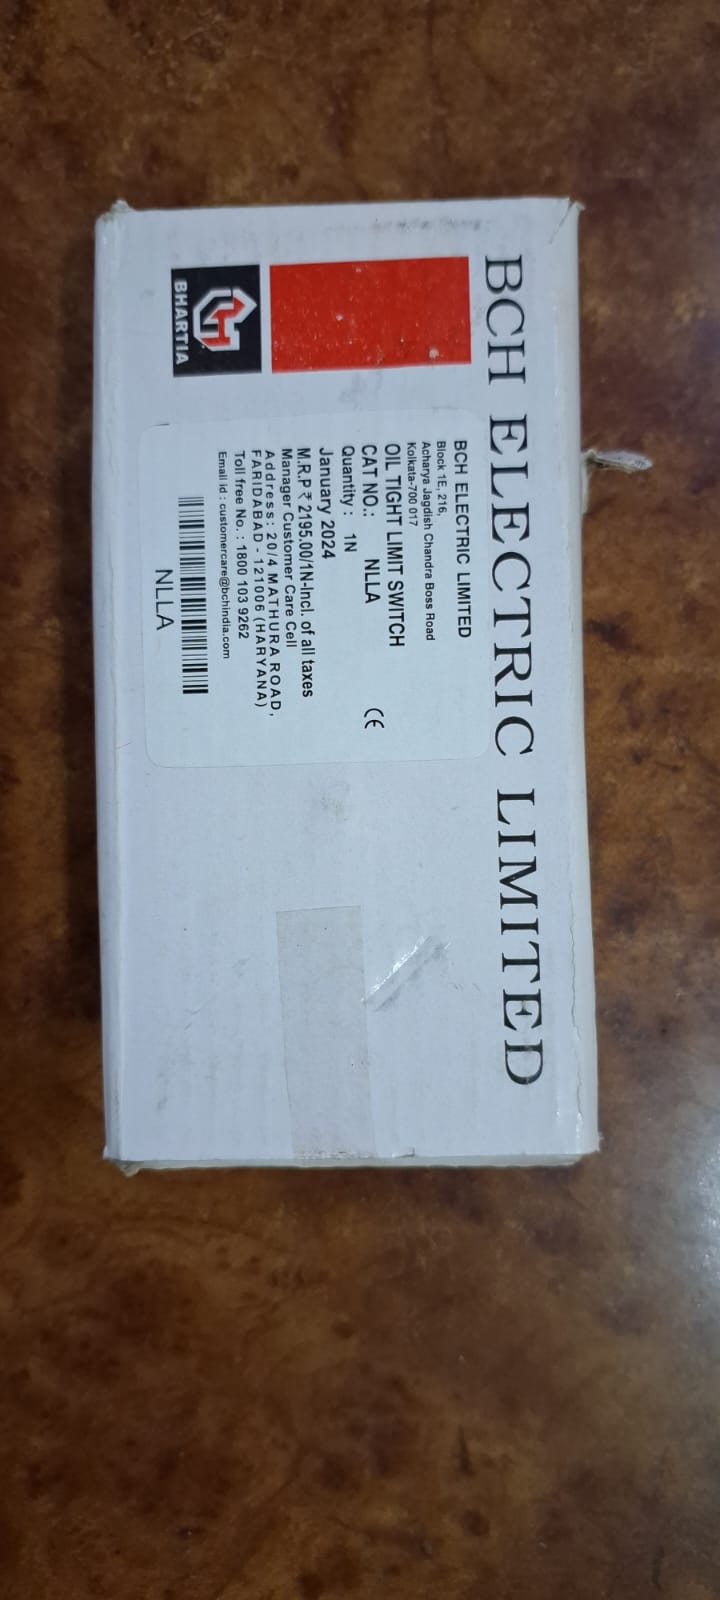 BCH ELECTRIC LIMITED
BHARTIA
BCH ELECTRIC LIMITED
Block 1E, 216,
Acharya Jagdish Chandra Boss Road
Kolkata-700 017
OIL TIGHT LIMIT SWITCH
CAT NO.: NLLA
CE
Quantity : 1N
January 2024
M.R.P ₹ 2195.00/1N-Incl. of all taxes
Manager Customer Care Cell
Address: 20/4 MATHURA ROAD,
FARIDABAD - 121006 (HARYANA)
Toll free No. : 1800 103 9262
Email id : customercare@bchindia.com
NLLA